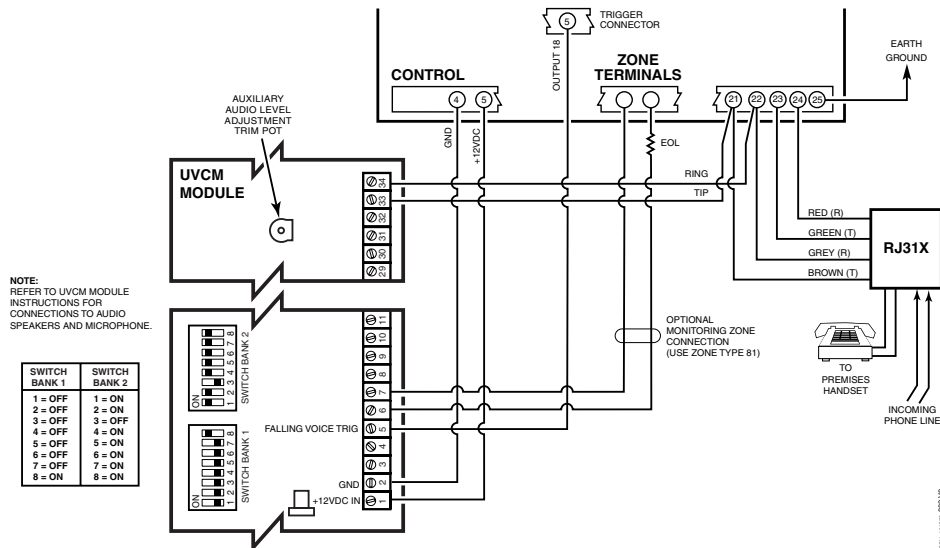 5
TRIGGER
CONNECTOR
OUTPUT 18
EARTH
GROUND
CONTROL
ZONE
TERMINALS
4 5
21 22 23 24 25
GND
+12VDC
EOL
AUXILIARY
AUDIO LEVEL
ADJUSTMENT
TRIM POT
UVCM
MODULE
34
33
32
31
30
29
RING
TIP
RED (R)
GREEN (T)
GREY (R)
BROWN (T)
RJ31X
NOTE:
REFER TO UVCM MODULE
INSTRUCTIONS FOR
CONNECTIONS TO AUDIO
SPEAKERS AND MICROPHONE.
SWITCH BANK 1 SWITCH BANK 2
1 = OFF 1 = ON
2 = OFF 2 = ON
3 = OFF 3 = OFF
4 = OFF 4 = ON
5 = OFF 5 = ON
6 = OFF 6 = ON
7 = OFF 7 = ON
8 = ON 8 = ON
ON
1 2 3 4 5 6 7 8
SWITCH BANK 2
ON
1 2 3 4 5 6 7 8
SWITCH BANK 1
11
10
9
8
7
6
5
4
3
2
1
FALLING VOICE TRIG
GND
+12VDC IN
OPTIONAL
MONITORING ZONE
CONNECTION
(USE ZONE TYPE 81)
TO
PREMISES
HANDSET
INCOMING
PHONE LINE